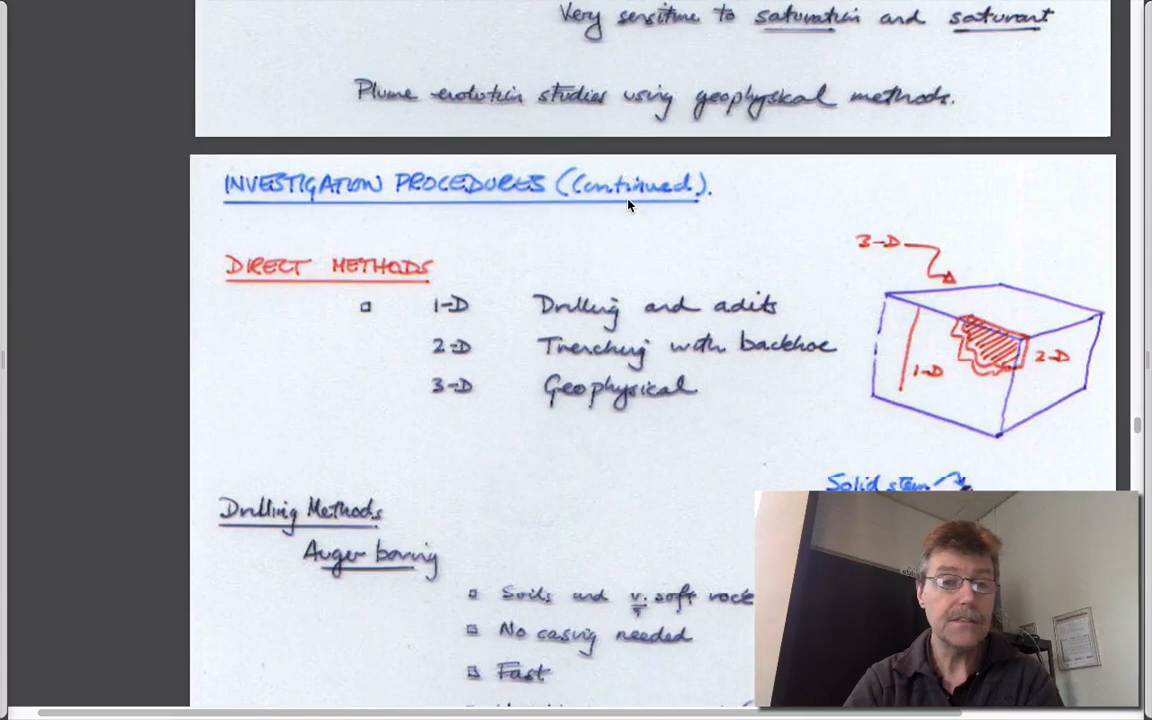 Very sensitive to saturation and saturant
Plume evolution studies using geophysical methods.
INVESTIGATION PROCEDURES (Continued).
DIRECT METHODS
3-D
1-D Drilling and adits
2-D Trenching with backhoe
3-D Geophysical
1-D
2-D
Solid stem
Drilling Methods
Auger boring
Soils and v. soft rock
No casing needed
Fast